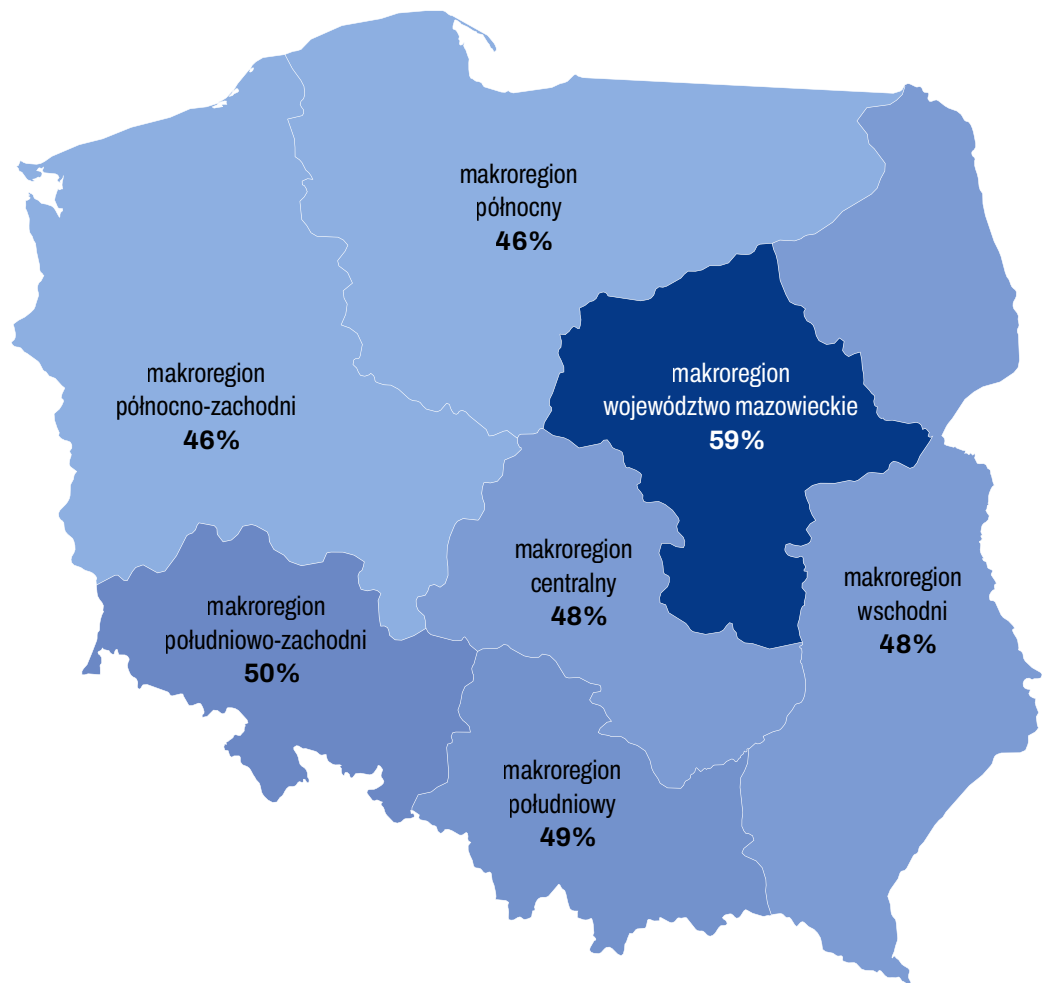 makroregion
północny
46%
makroregion
północno-zachodni
46%
makroregion
województwo mazowieckie
59%
makroregion
centralny
48%
makroregion
wschodni
48%
makroregion
południowo-zachodni
50%
makroregion
południowy
49%